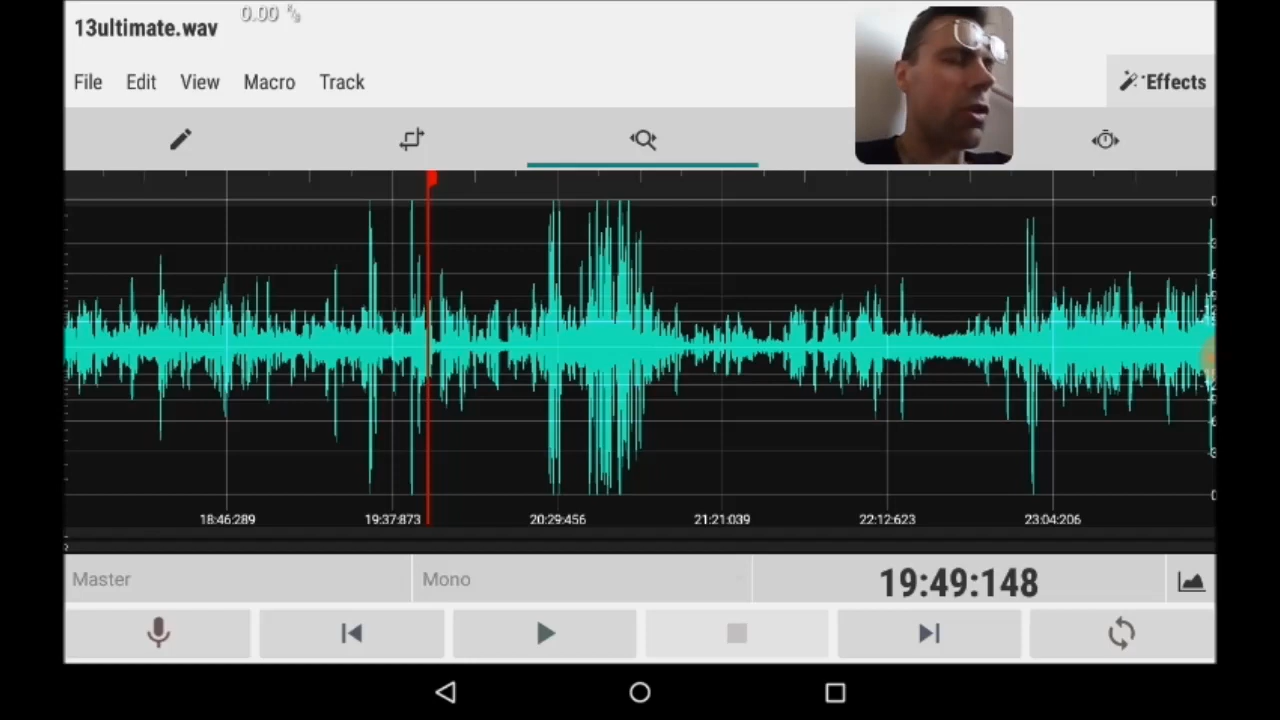 13ultimate.wav
0.00 K/s
File Edit View Macro Track
Effects
18:46:289 19:37:873 20:29:456 21:21:039 22:12:623 23:04:206
Master Mono 19:49:148